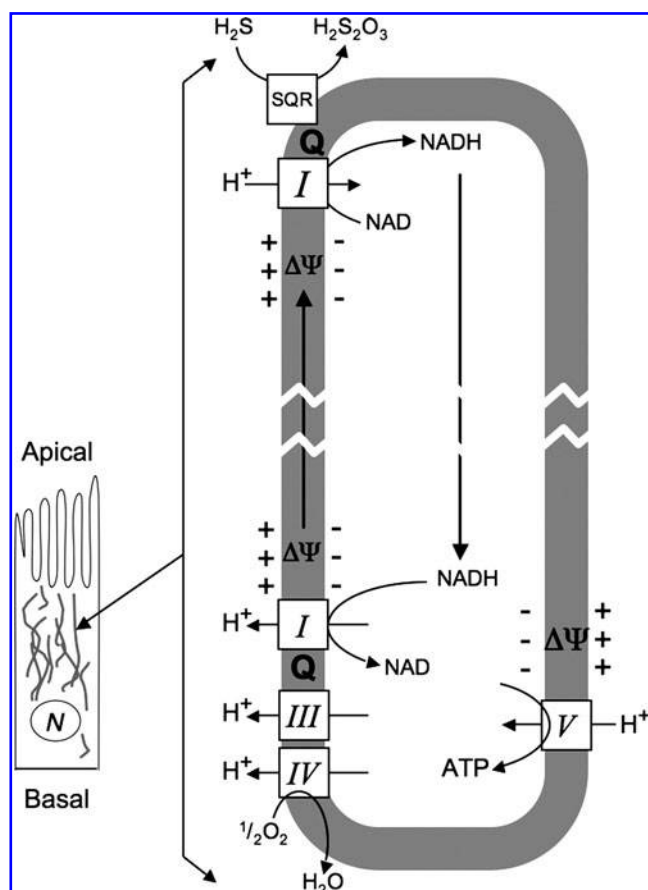 H₂S H₂S₂O₃
SQR
Q
NADH
H⁺ I
NAD
+ -
+ ΔΨ -
+ -
Apical
+ -
+ ΔΨ -
+ -
NADH
- +
- ΔΨ +
- +
H⁺ I
NAD
Q
N
H⁺ III
V H⁺
H⁺ IV
ATP
Basal
¹/₂O₂
H₂O